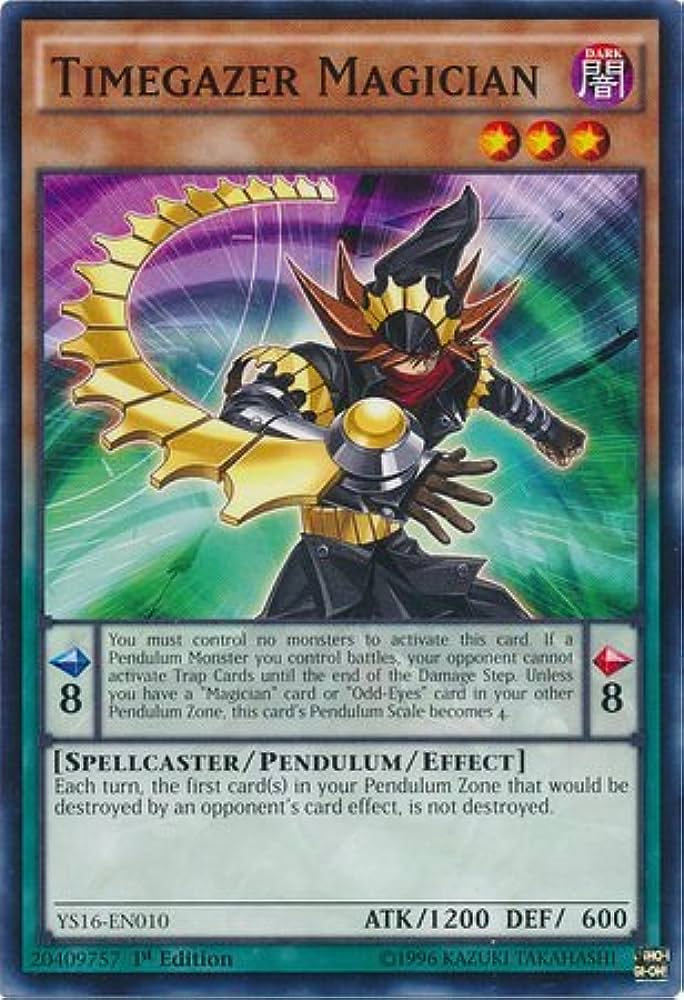 TIMEGAZER MAGICIAN
DARK
闇
You must control no monsters to activate this card. If a
Pendulum Monster you control battles, your opponent cannot
activate Trap Cards until the end of the Damage Step. Unless
you have a "Magician" card or "Odd-Eyes" card in your other
Pendulum Zone, this card's Pendulum Scale becomes 4.
8
8
[SPELLCASTER/PENDULUM/EFFECT]
Each turn, the first card(s) in your Pendulum Zone that would be
destroyed by an opponent's card effect, is not destroyed.
YS16-EN010
ATK/1200 DEF/ 600
20409757
1st Edition
©1996 KAZUKI TAKAHASHI